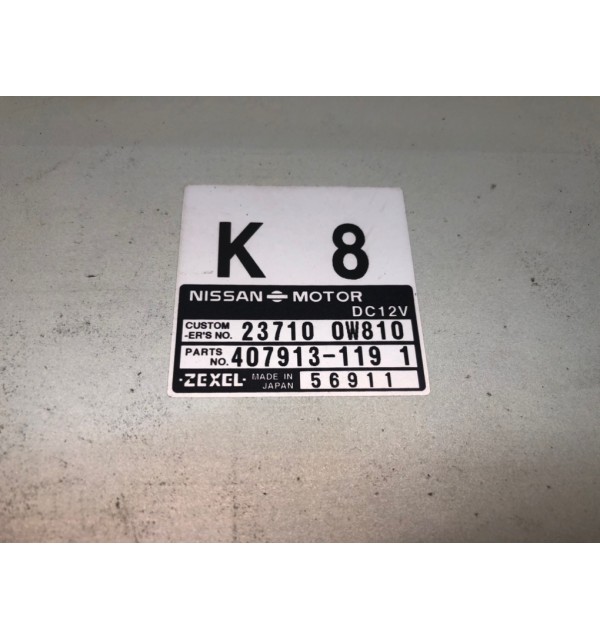 K 8
NISSAN MOTOR
DC12V
CUSTOM
-ER'S NO. 23710 0W810
PARTS
NO. 407913-119 1
·ZEXEL· MADE IN
JAPAN 56911